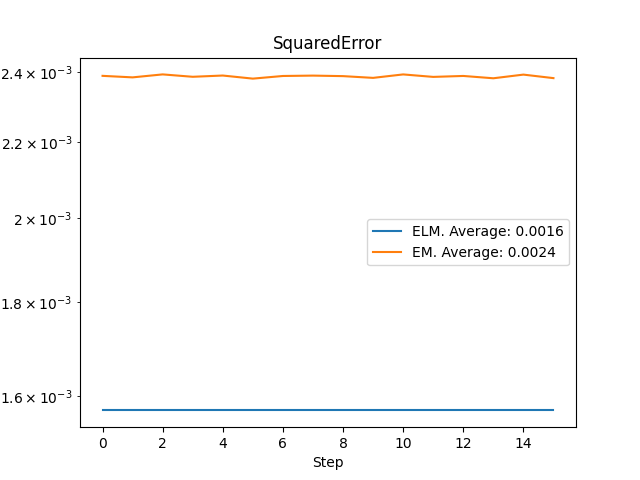 SquaredError
2.4 × 10⁻³
2.2 × 10⁻³
2 × 10⁻³
1.8 × 10⁻³
1.6 × 10⁻³
ELM. Average: 0.0016
EM. Average: 0.0024
0 2 4 6 8 10 12 14
Step